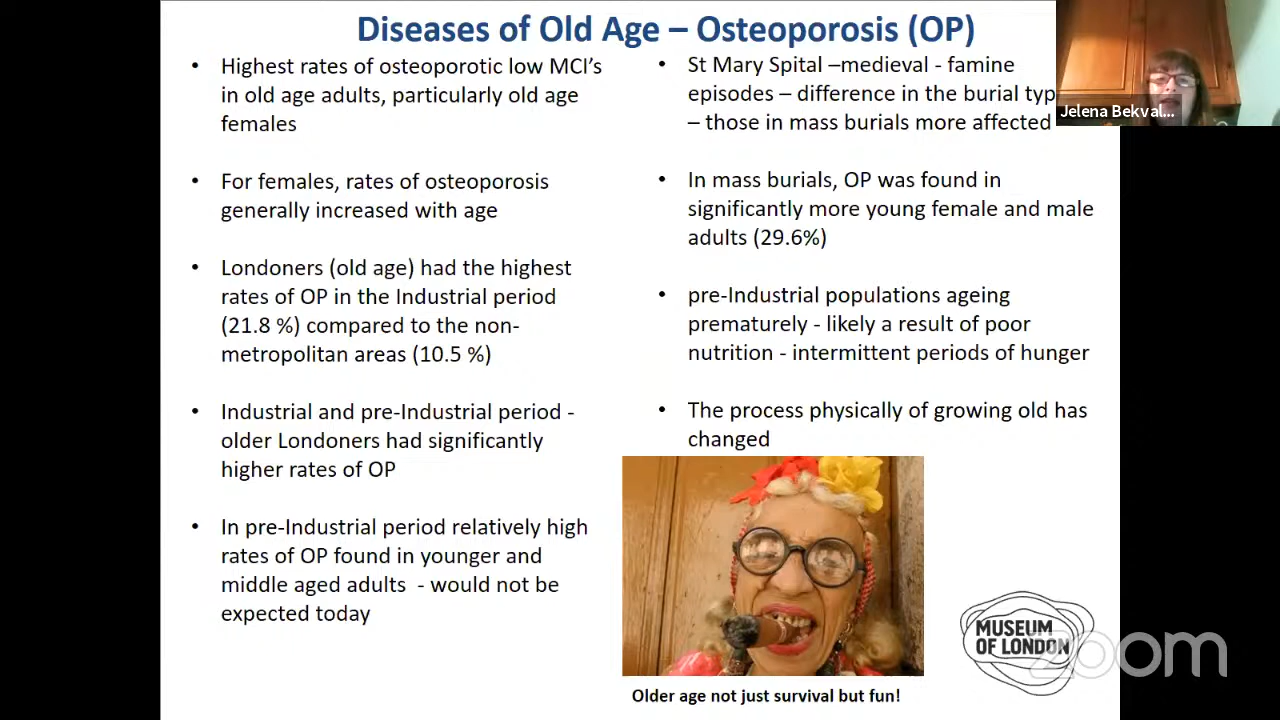 Diseases of Old Age – Osteoporosis (OP)
• Highest rates of osteoporotic low MCI's
in old age adults, particularly old age
females
• For females, rates of osteoporosis
generally increased with age
• Londoners (old age) had the highest
rates of OP in the Industrial period
(21.8 %) compared to the non-
metropolitan areas (10.5 %)
• Industrial and pre-Industrial period -
older Londoners had significantly
higher rates of OP
• In pre-Industrial period relatively high
rates of OP found in younger and
middle aged adults - would not be
expected today
• St Mary Spital –medieval - famine
episodes – difference in the burial typ
– those in mass burials more affected
• In mass burials, OP was found in
significantly more young female and male
adults (29.6%)
• pre-Industrial populations ageing
prematurely - likely a result of poor
nutrition - intermittent periods of hunger
• The process physically of growing old has
changed
Older age not just survival but fun!
Jelena Bekval...
MUSEUM
OF LONDON
zoom